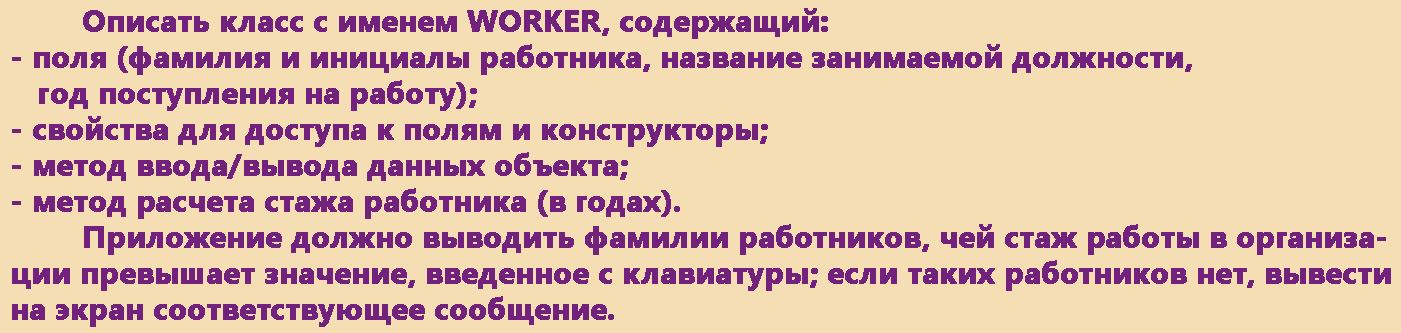 Описать класс с именем WORKER, содержащий:
- поля (фамилия и инициалы работника, название занимаемой должности,
год поступления на работу);
- свойства для доступа к полям и конструкторы;
- метод ввода/вывода данных объекта;
- метод расчета стажа работника (в годах).
Приложение должно выводить фамилии работников, чей стаж работы в организа-
ции превышает значение, введенное с клавиатуры; если таких работников нет, вывести
на экран соответствующее сообщение.